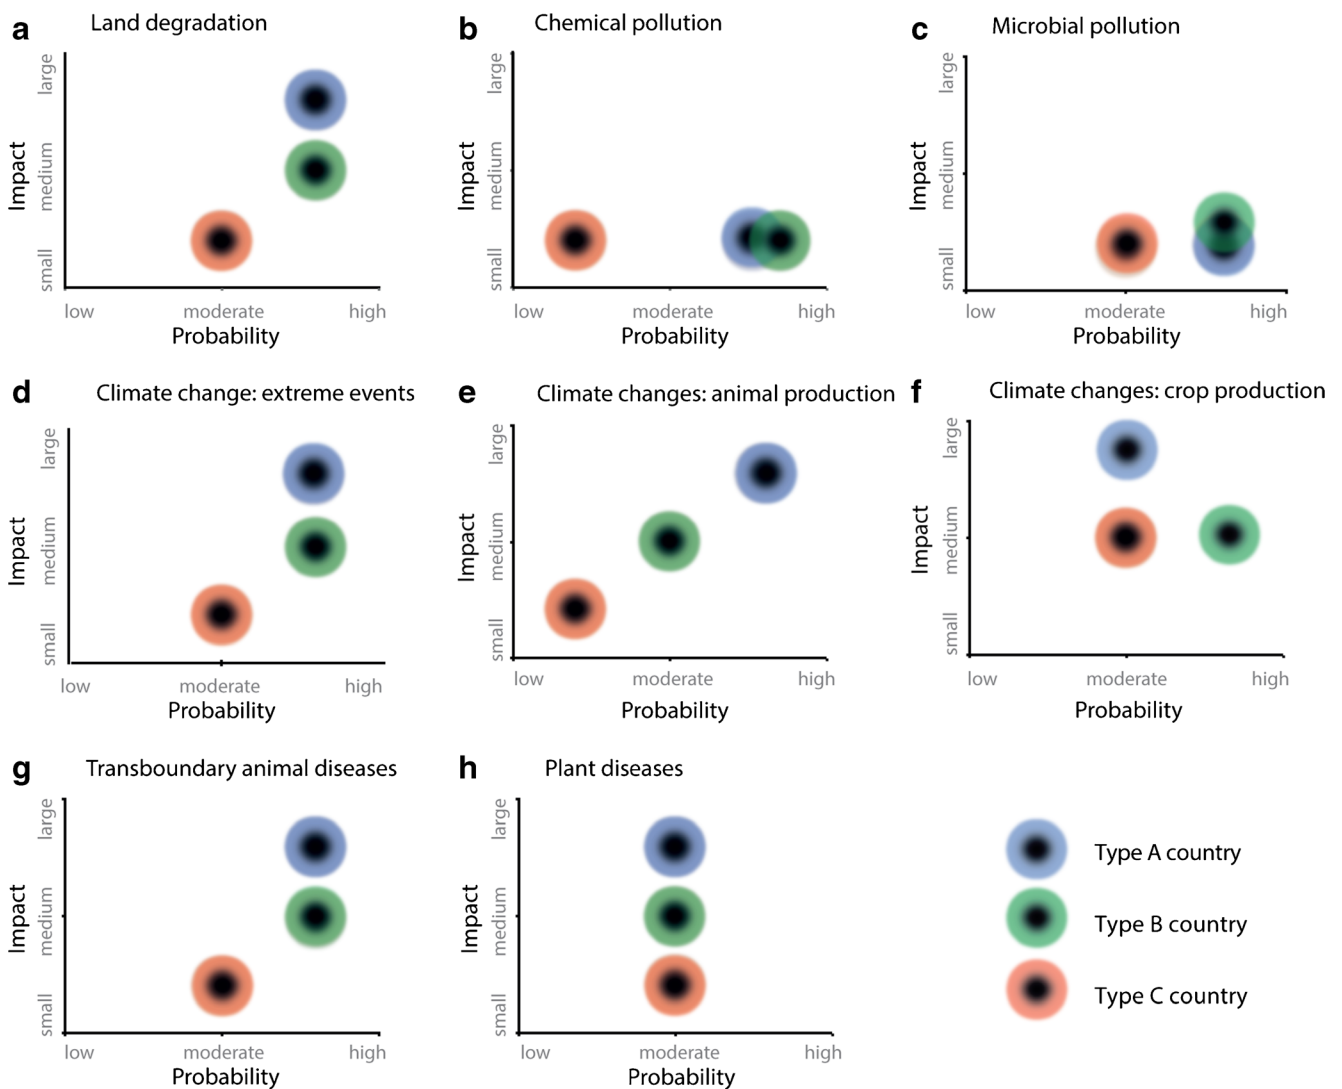 a Land degradation
large
medium
small
Impact
low moderate high
Probability
b Chemical pollution
large
medium
small
Impact
low moderate high
Probability
c Microbial pollution
large
medium
small
Impact
low moderate high
Probability
d Climate change: extreme events
large
medium
small
Impact
low moderate high
Probability
e Climate changes: animal production
large
medium
small
Impact
low moderate high
Probability
f Climate changes: crop production
large
medium
small
Impact
low moderate high
Probability
g Transboundary animal diseases
large
medium
small
Impact
low moderate high
Probability
h Plant diseases
large
medium
small
Impact
low moderate high
Probability
Type A country
Type B country
Type C country